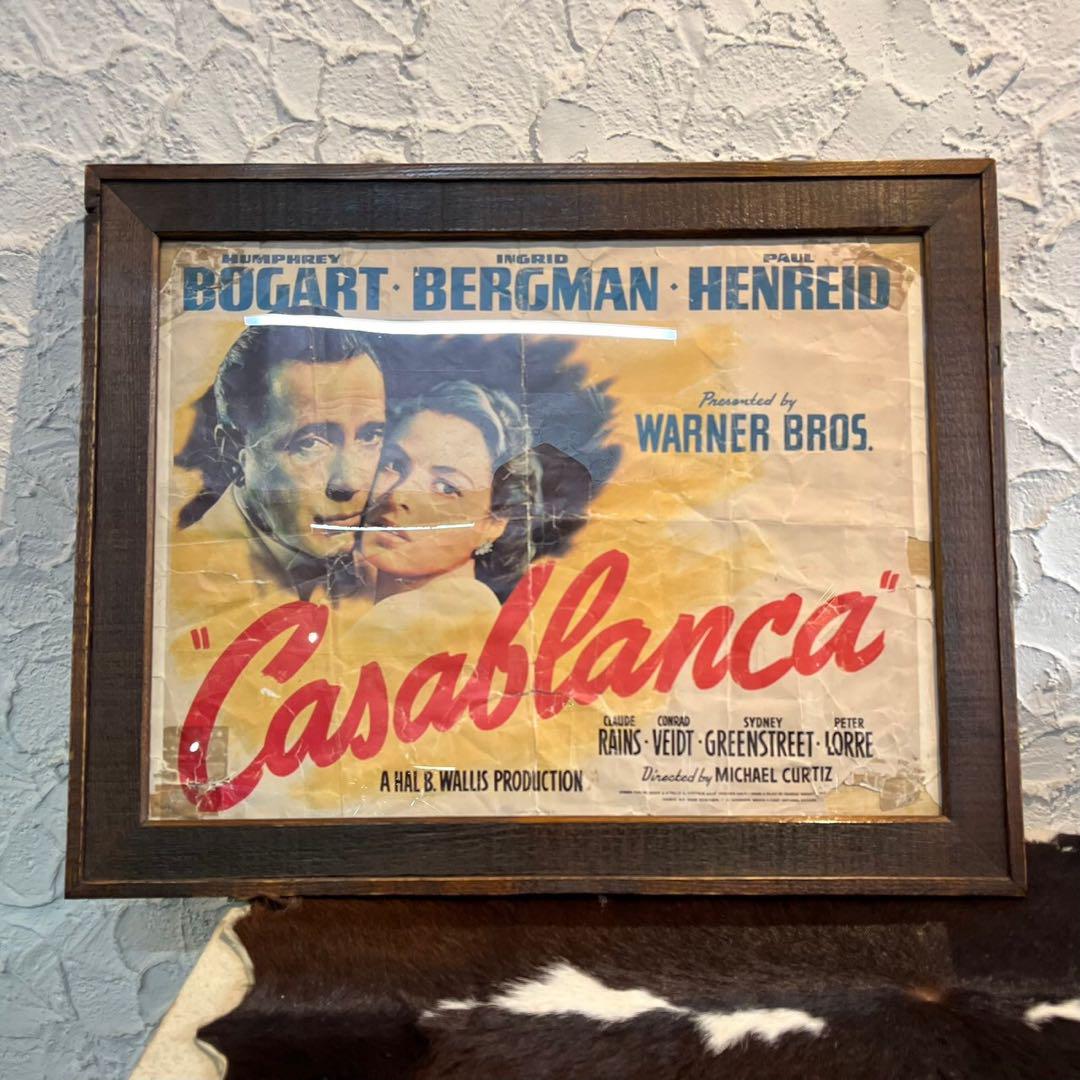 HUMPHREY INGRID PAUL
BOGART · BERGMAN · HENREID
Presented by
WARNER BROS.
"Casablanca"
CLAUDE CONRAD SYDNEY PETER
RAINS · VEIDT · GREENSTREET · LORRE
A HAL B. WALLIS PRODUCTION
Directed by MICHAEL CURTIZ